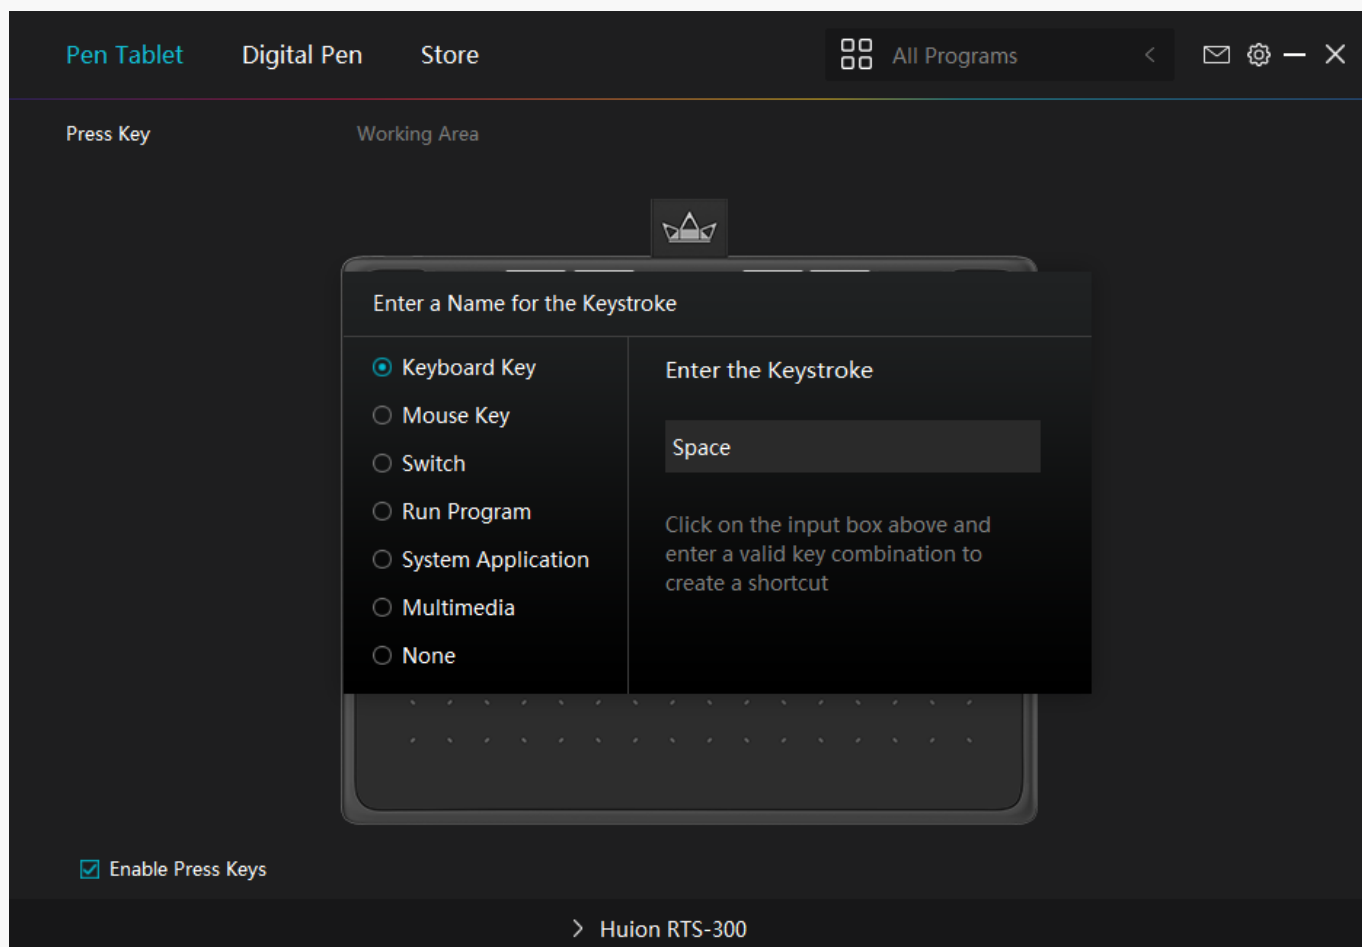 Pen Tablet Digital Pen Store All Programs
Press Key Working Area
Enter a Name for the Keystroke
Keyboard Key
Mouse Key
Switch
Run Program
System Application
Multimedia
None
Enter the Keystroke
Space
Click on the input box above and
enter a valid key combination to
create a shortcut
Enable Press Keys
Huion RTS-300